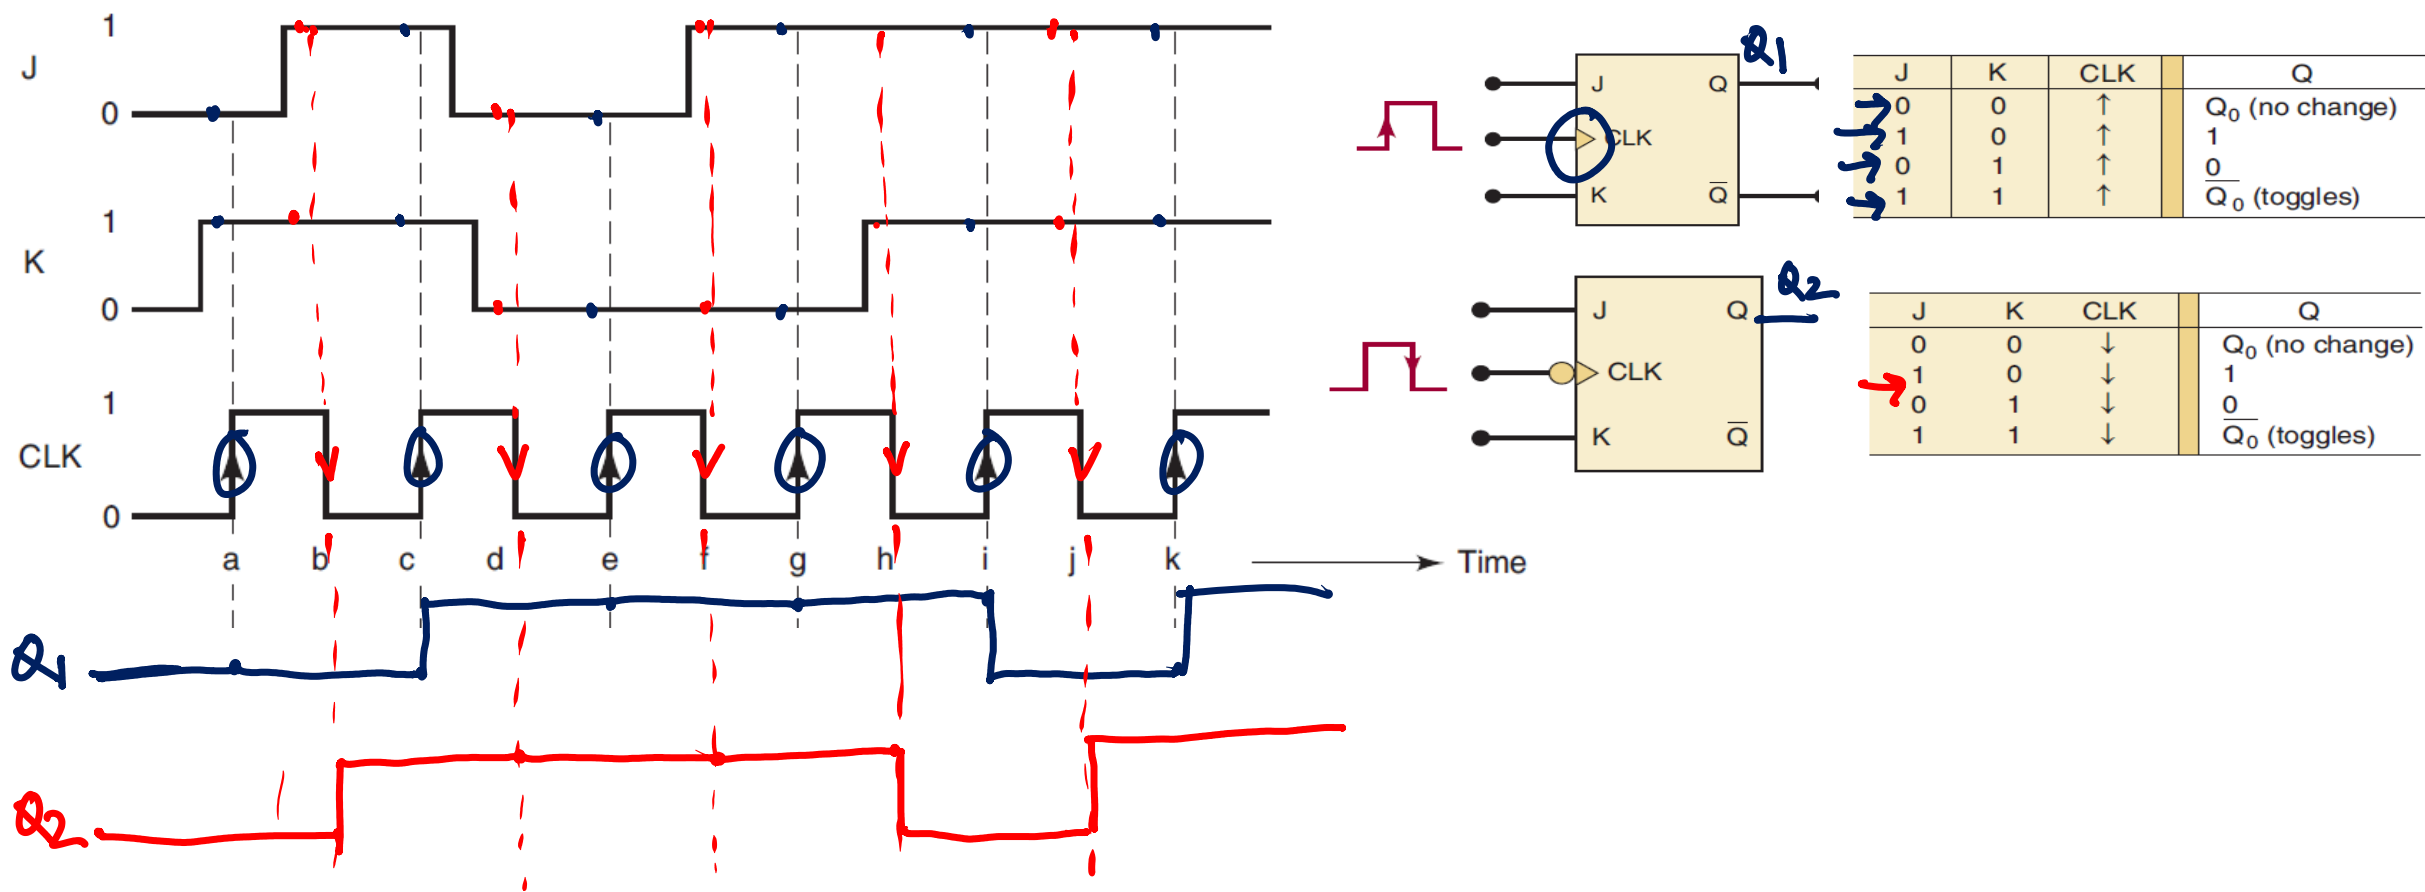 1
J
0
1
K
0
1
CLK
0
a b c d e f g h i j k
Time
Q1
Q2
Q1
J Q
CLK
K Q̅
J K CLK Q
0 0 ↑ Q₀ (no change)
1 0 ↑ 1
0 1 ↑ 0
1 1 ↑ Q̅₀ (toggles)
Q2
J Q
CLK
K Q̅
J K CLK Q
0 0 ↓ Q₀ (no change)
1 0 ↓ 1
0 1 ↓ 0
1 1 ↓ Q̅₀ (toggles)